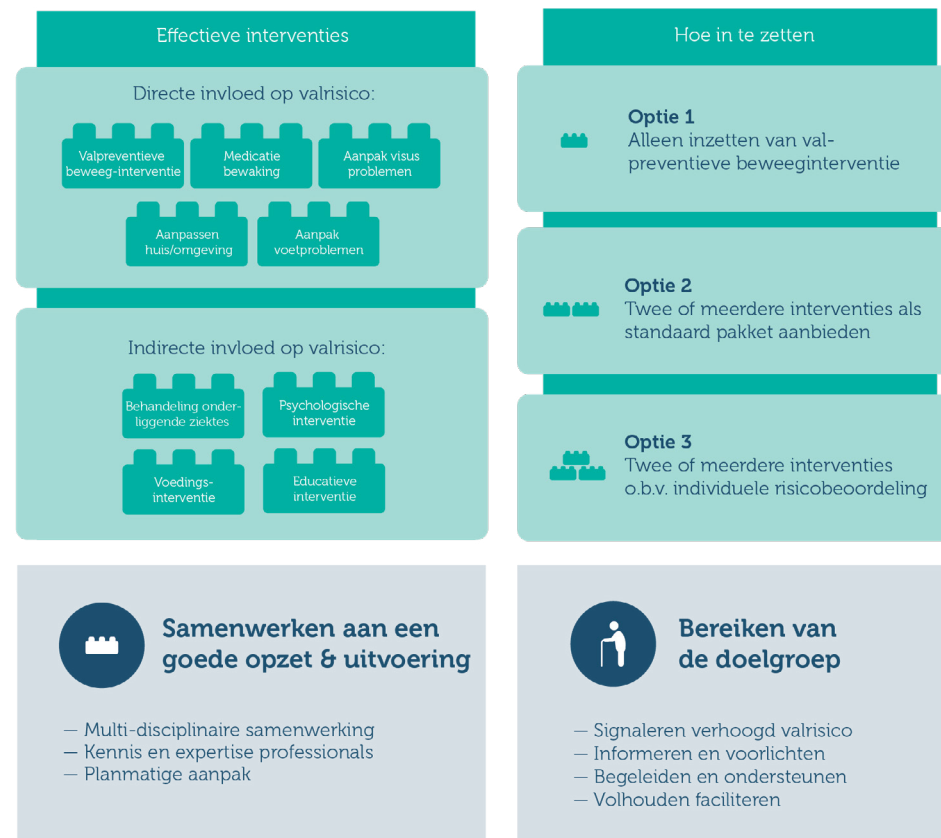 Effectieve interventies
Directe invloed op valrisico:
Valpreventieve
beweeg-interventie
Medicatie
bewaking
Aanpak visus
problemen
Aanpassen
huis/omgeving
Aanpak
voetproblemen
Indirecte invloed op valrisico:
Behandeling onder-
liggende ziektes
Psychologische
interventie
Voedings-
interventie
Educatieve
interventie
Hoe in te zetten
Optie 1
Alleen inzetten van val-
preventieve beweeginterventie
Optie 2
Twee of meerdere interventies als
standaard pakket aanbieden
Optie 3
Twee of meerdere interventies
o.b.v. individuele risicobeoordeling
Samenwerken aan een
goede opzet & uitvoering
— Multi-disciplinaire samenwerking
— Kennis en expertise professionals
— Planmatige aanpak
Bereiken van
de doelgroep
— Signaleren verhoogd valrisico
— Informeren en voorlichten
— Begeleiden en ondersteunen
— Volhouden faciliteren